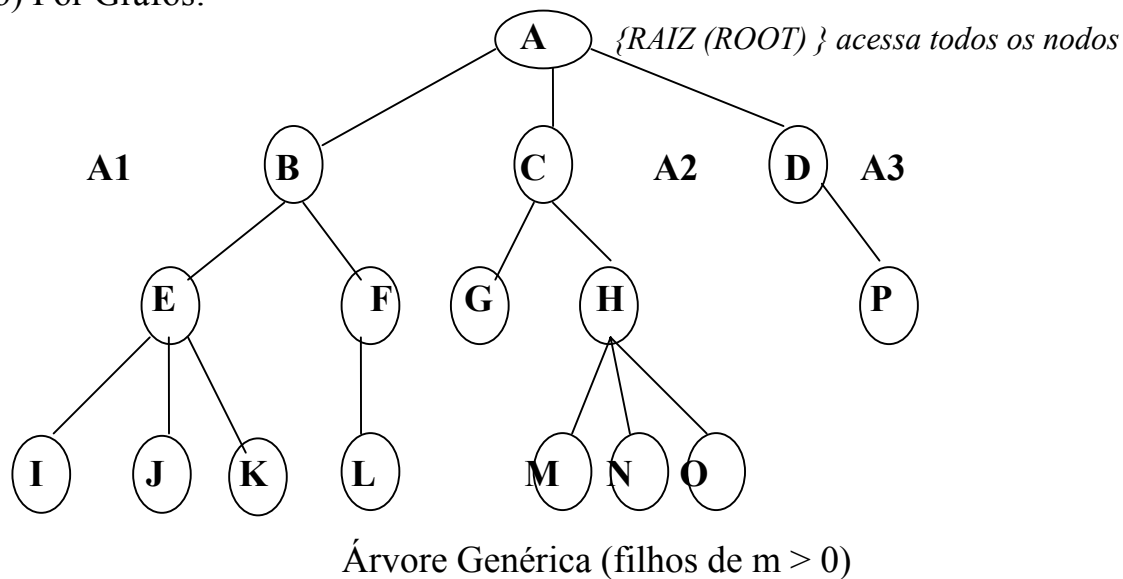 b) Por Grafos:
A {RAIZ (ROOT) } acessa todos os nodos
A1 B C A2 D A3
E F G H P
I J K L M N O
Árvore Genérica (filhos de m > 0)